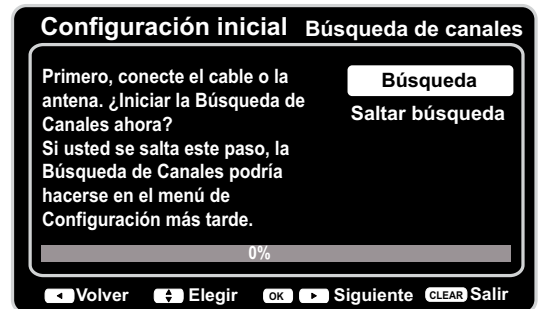 Configuración inicial Búsqueda de canales
Primero, conecte el cable o la
antena. ¿Iniciar la Búsqueda de
Canales ahora?
Si usted se salta este paso, la
Búsqueda de Canales podría
hacerse en el menú de
Configuración más tarde.
Búsqueda
Saltar búsqueda
0%
Volver Elegir OK Siguiente CLEAR Salir